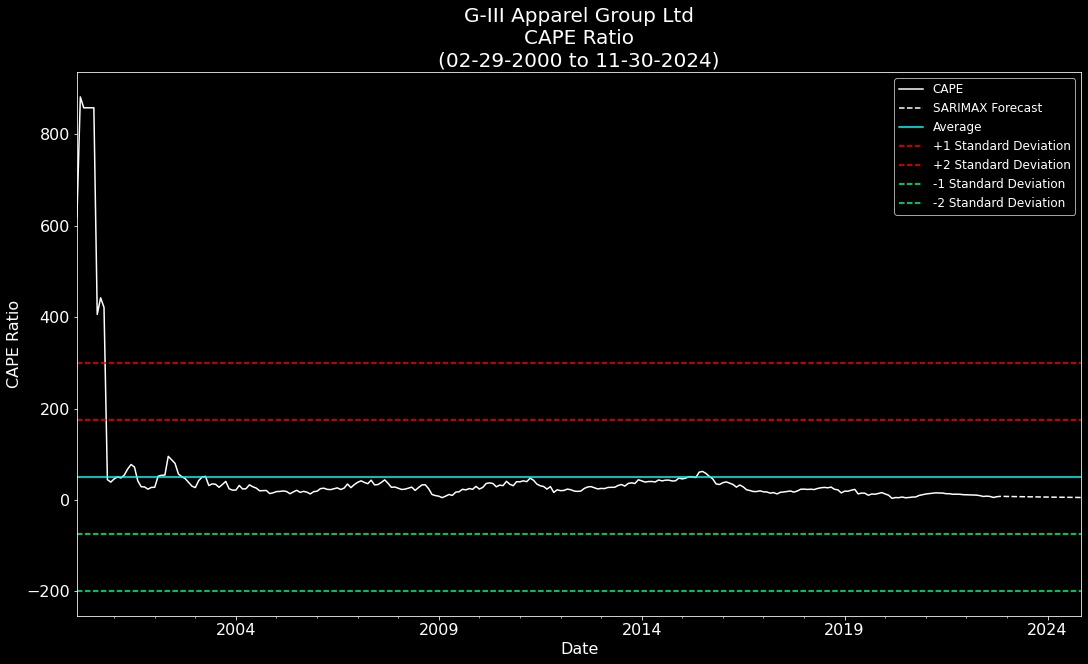 G-III Apparel Group Ltd
CAPE Ratio
(02-29-2000 to 11-30-2024)
CAPE
SARIMAX Forecast
Average
+1 Standard Deviation
+2 Standard Deviation
-1 Standard Deviation
-2 Standard Deviation
800
600
400
200
0
−200
CAPE Ratio
2004
2009
2014
2019
2024
Date